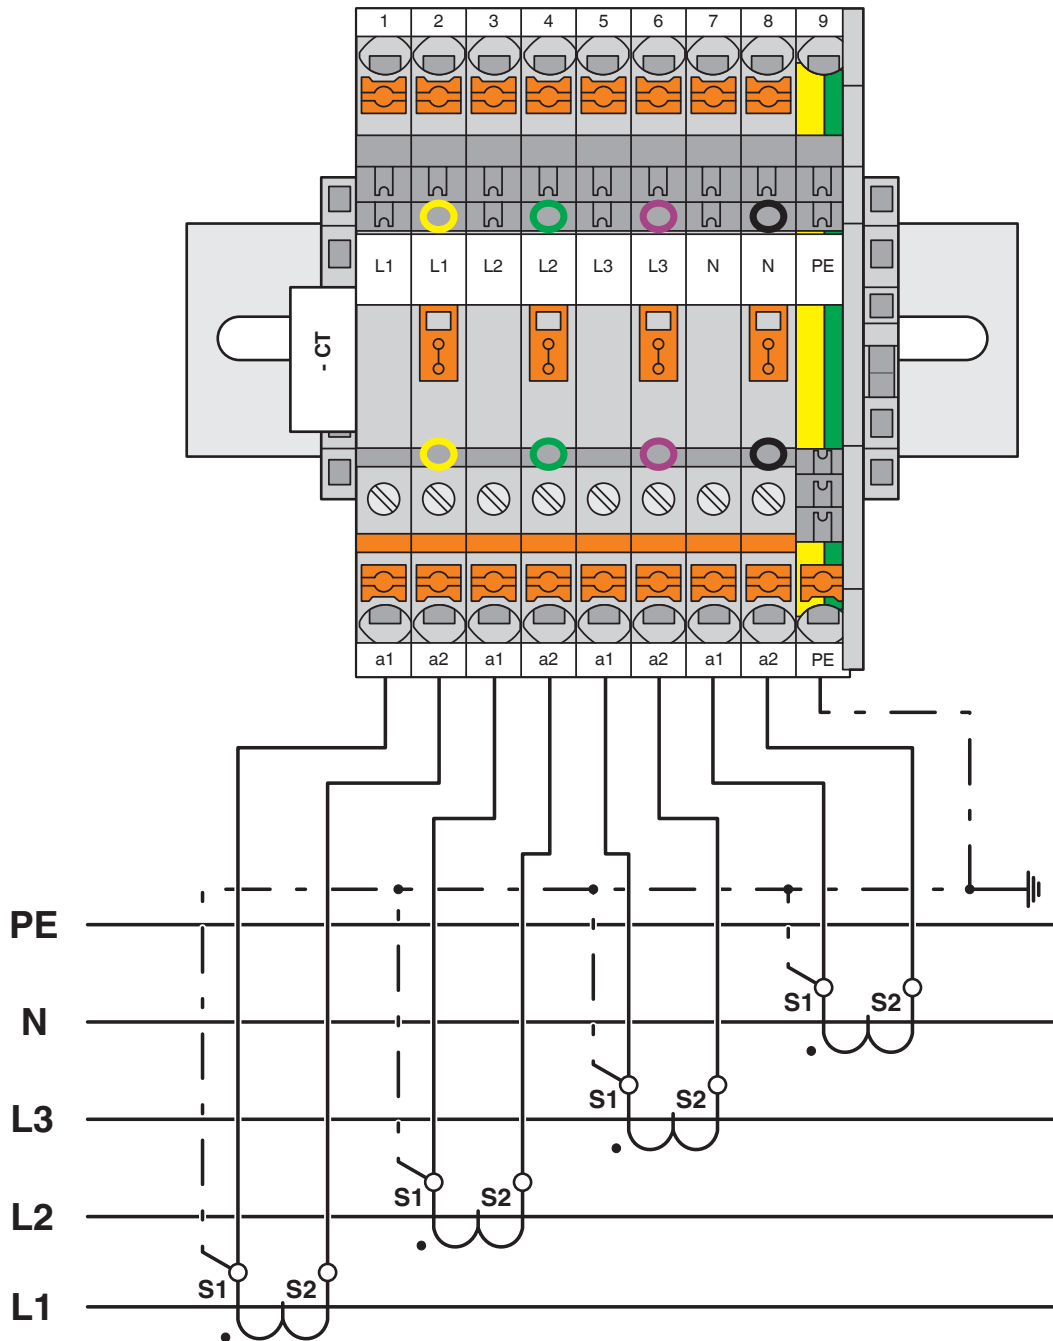 1 2 3 4 5 6 7 8 9
L1 L1 L2 L2 L3 L3 N N PE
- CT
a1 a2 a1 a2 a1 a2 a1 a2 PE
PE
S1 S2
N
S1 S2
L3
S1 S2
L2
S1 S2
L1